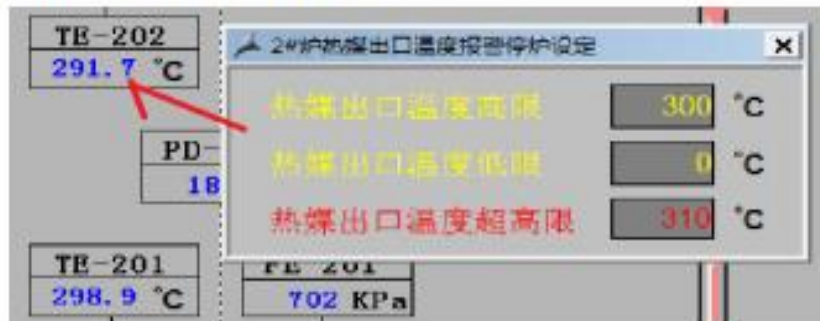 TE-202
291.7 °C
2#炉热媒出口温度报警停炉设定
热媒出口温度高限 300 °C
热媒出口温度低限 0 °C
热媒出口温度超高限 310 °C
PD-
18
TE-201
298.9 °C
PE-201
702 KPa